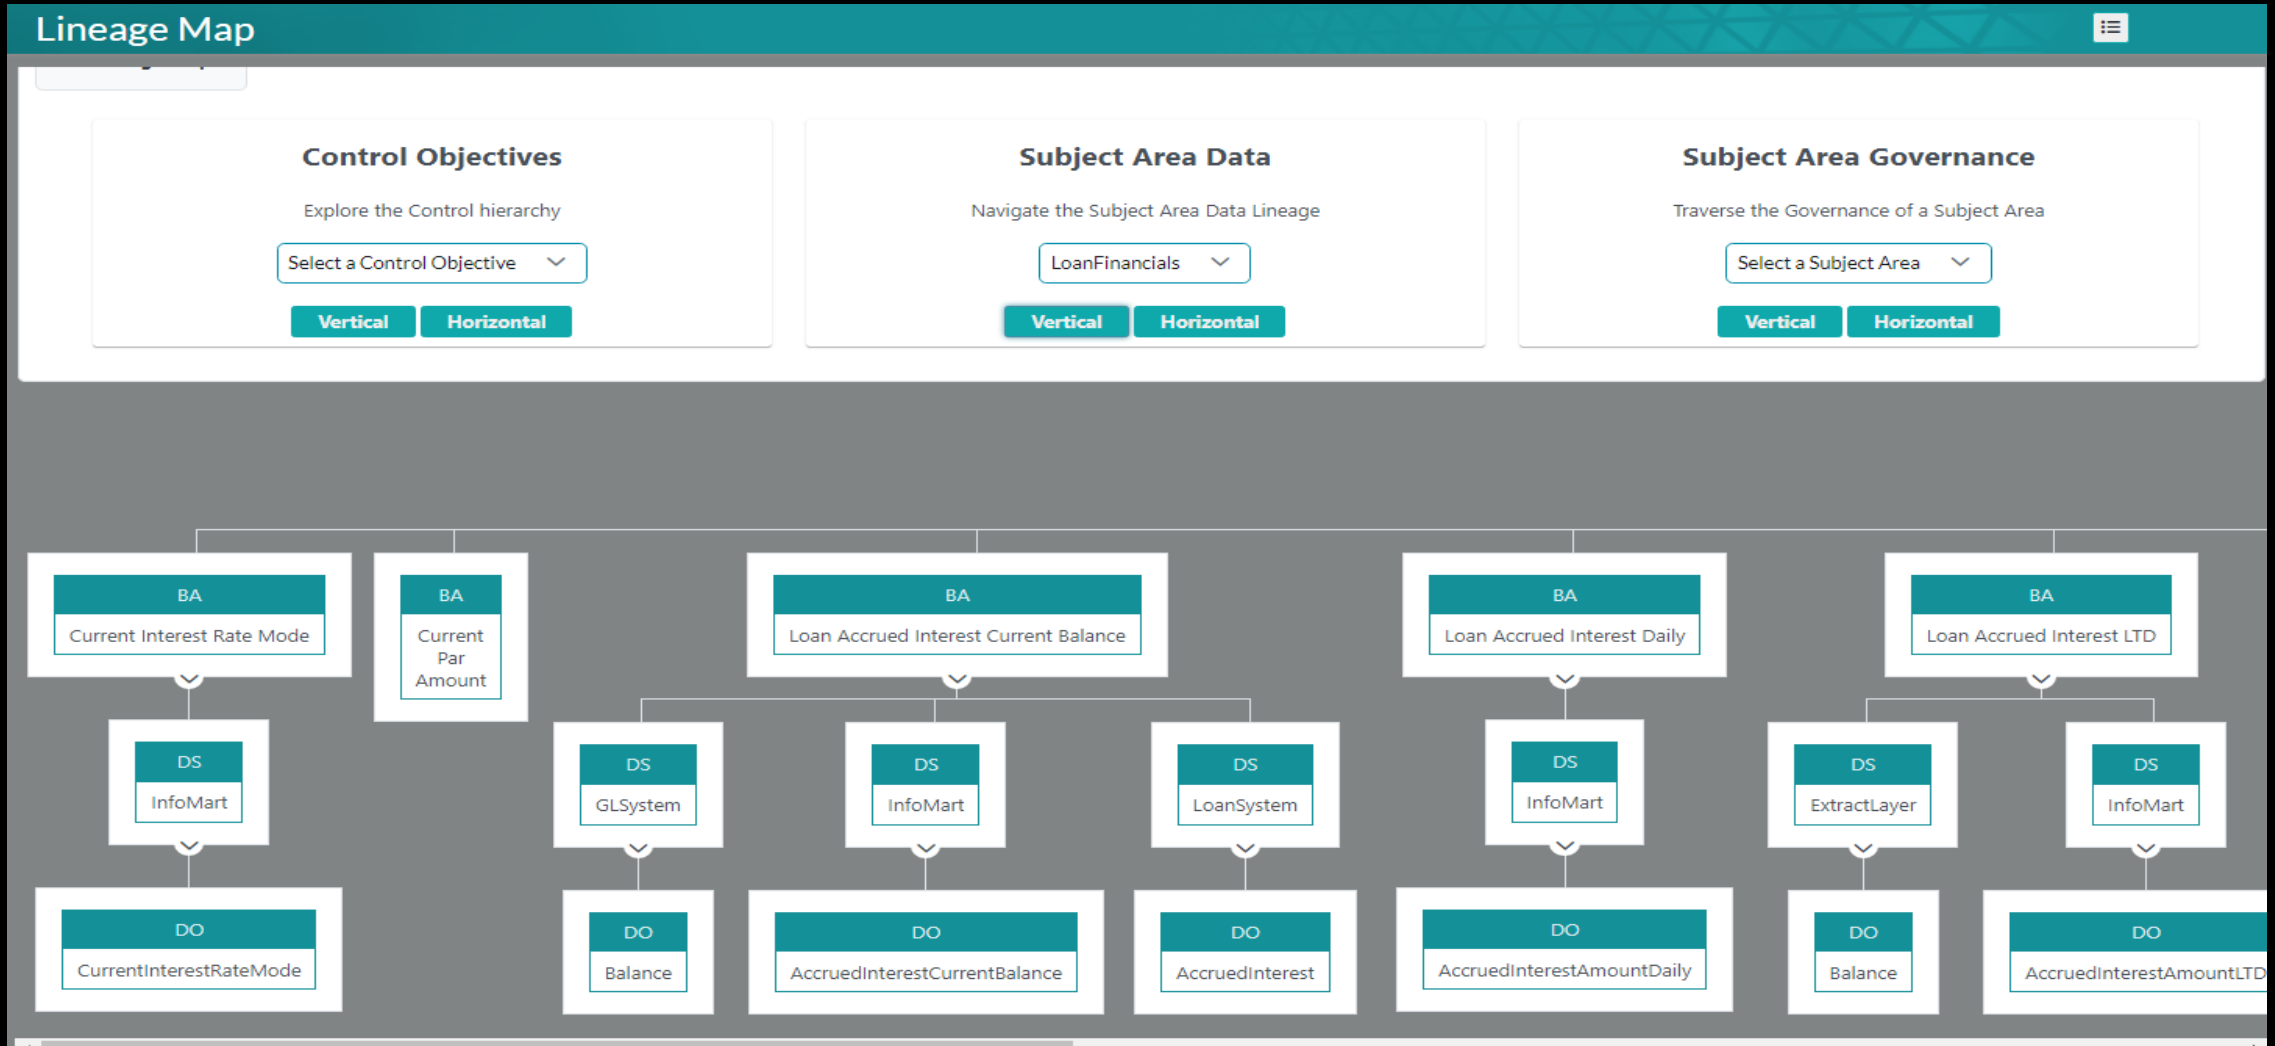 Lineage Map
Control Objectives
Explore the Control hierarchy
Select a Control Objective
Vertical Horizontal
Subject Area Data
Navigate the Subject Area Data Lineage
LoanFinancials
Vertical Horizontal
Subject Area Governance
Traverse the Governance of a Subject Area
Select a Subject Area
Vertical Horizontal
BA
Current Interest Rate Mode
BA
Current
Par
Amount
BA
Loan Accrued Interest Current Balance
BA
Loan Accrued Interest Daily
BA
Loan Accrued Interest LTD
DS
InfoMart
DS
GLSystem
DS
InfoMart
DS
LoanSystem
DS
InfoMart
DS
ExtractLayer
DS
InfoMart
DO
CurrentInterestRateMode
DO
Balance
DO
AccruedInterestCurrentBalance
DO
AccruedInterest
DO
AccruedInterestAmountDaily
DO
Balance
DO
AccruedInterestAmountLTD